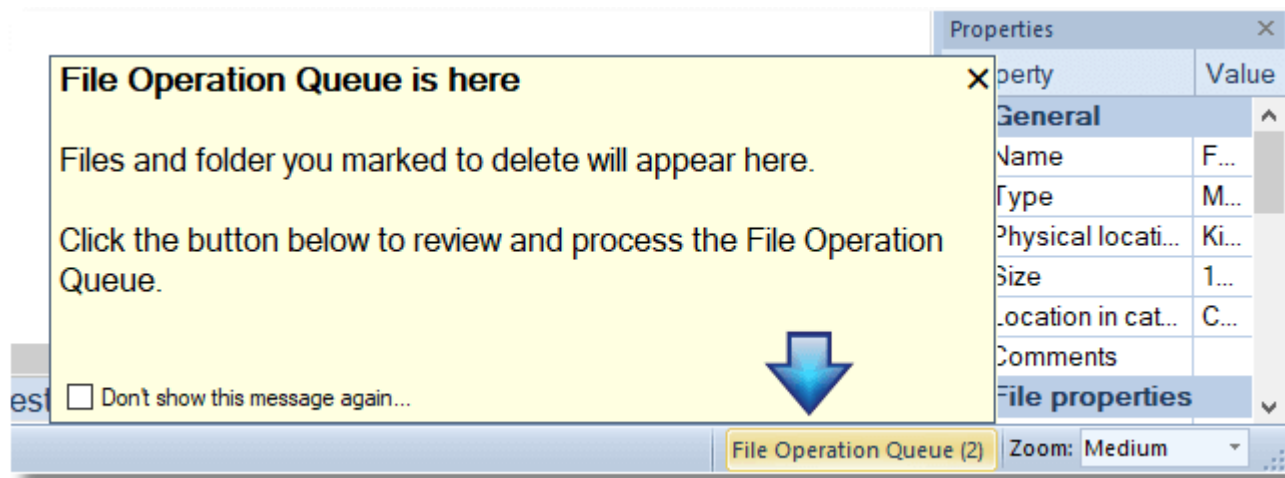 Properties
File Operation Queue is here
perty Value
General
Files and folder you marked to delete will appear here.
Name F...
Type M...
Click the button below to review and process the File Operation
Queue.
Physical locati... Ki...
Size 1...
Location in cat... C...
Comments
Don't show this message again...
File properties
est
File Operation Queue (2) Zoom: Medium